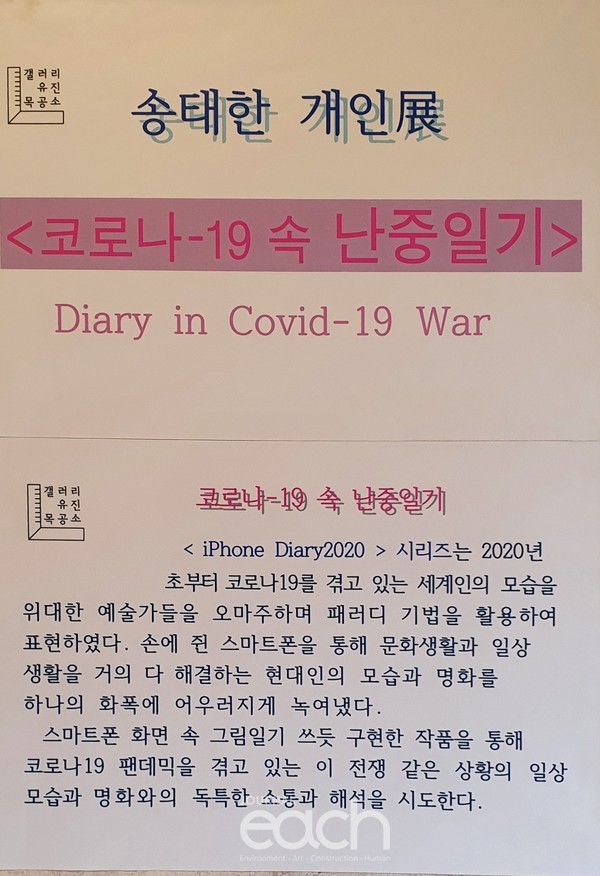 갤러리
유진
목공소
송태한 개인展
<코로나-19 속 난중일기>
Diary in Covid-19 War
갤러리
유진
목공소
코로나-19 속 난중일기
< iPhone Diary2020 > 시리즈는 2020년
초부터 코로나19를 겪고 있는 세계인의 모습을
위대한 예술가들을 오마주하며 패러디 기법을 활용하여
표현하였다. 손에 쥔 스마트폰을 통해 문화생활과 일상
생활을 거의 다 해결하는 현대인의 모습과 명화를
하나의 화폭에 어우러지게 녹여냈다.
스마트폰 화면 속 그림일기 쓰듯 구현한 작품을 통해
코로나19 팬데믹을 겪고 있는 이 전쟁 같은 상황의 일상
모습과 명화와의 독특한 소통과 해석을 시도한다.
each
Environment - Art - Construction - Human